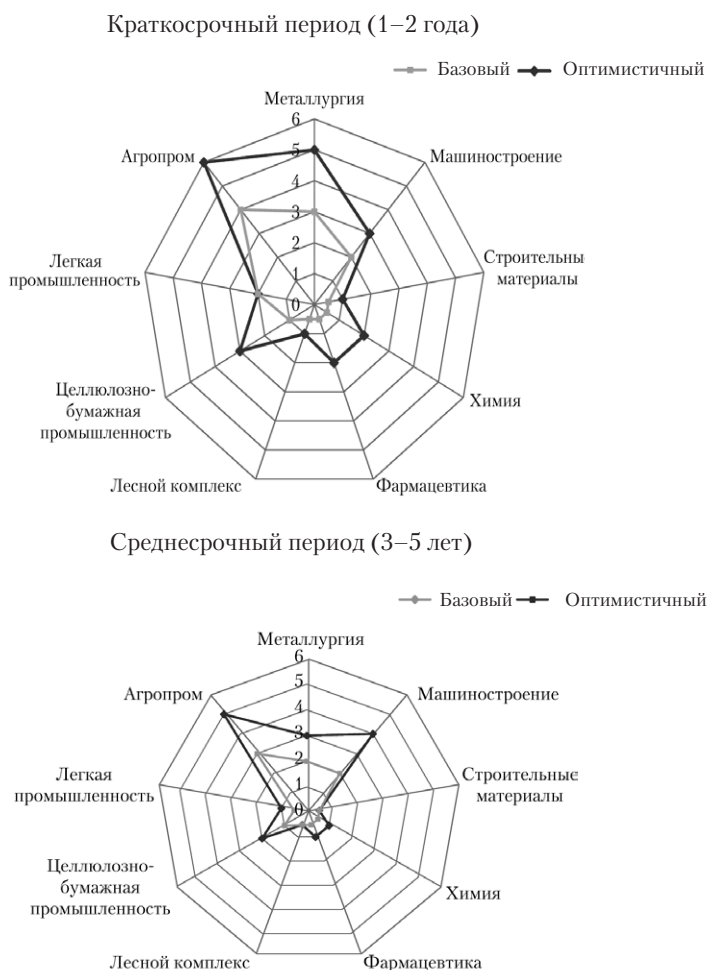 Краткосрочный период (1–2 года)
Базовый Оптимистичный
Металлургия
6
Агропром
Машиностроение
5
4
3
Легкая
промышленность
Строительны
материалы
2
1
0
Целлюлозно-
бумажная
промышленность
Химия
Лесной комплекс
Фармацевтика
Среднесрочный период (3–5 лет)
Базовый Оптимистичный
Металлургия
6
Агропром
Машиностроение
5
4
3
Легкая
промышленность
Строительные
материалы
2
1
0
Целлюлозно-
бумажная
промышленность
Химия
Лесной комплекс
Фармацевтика